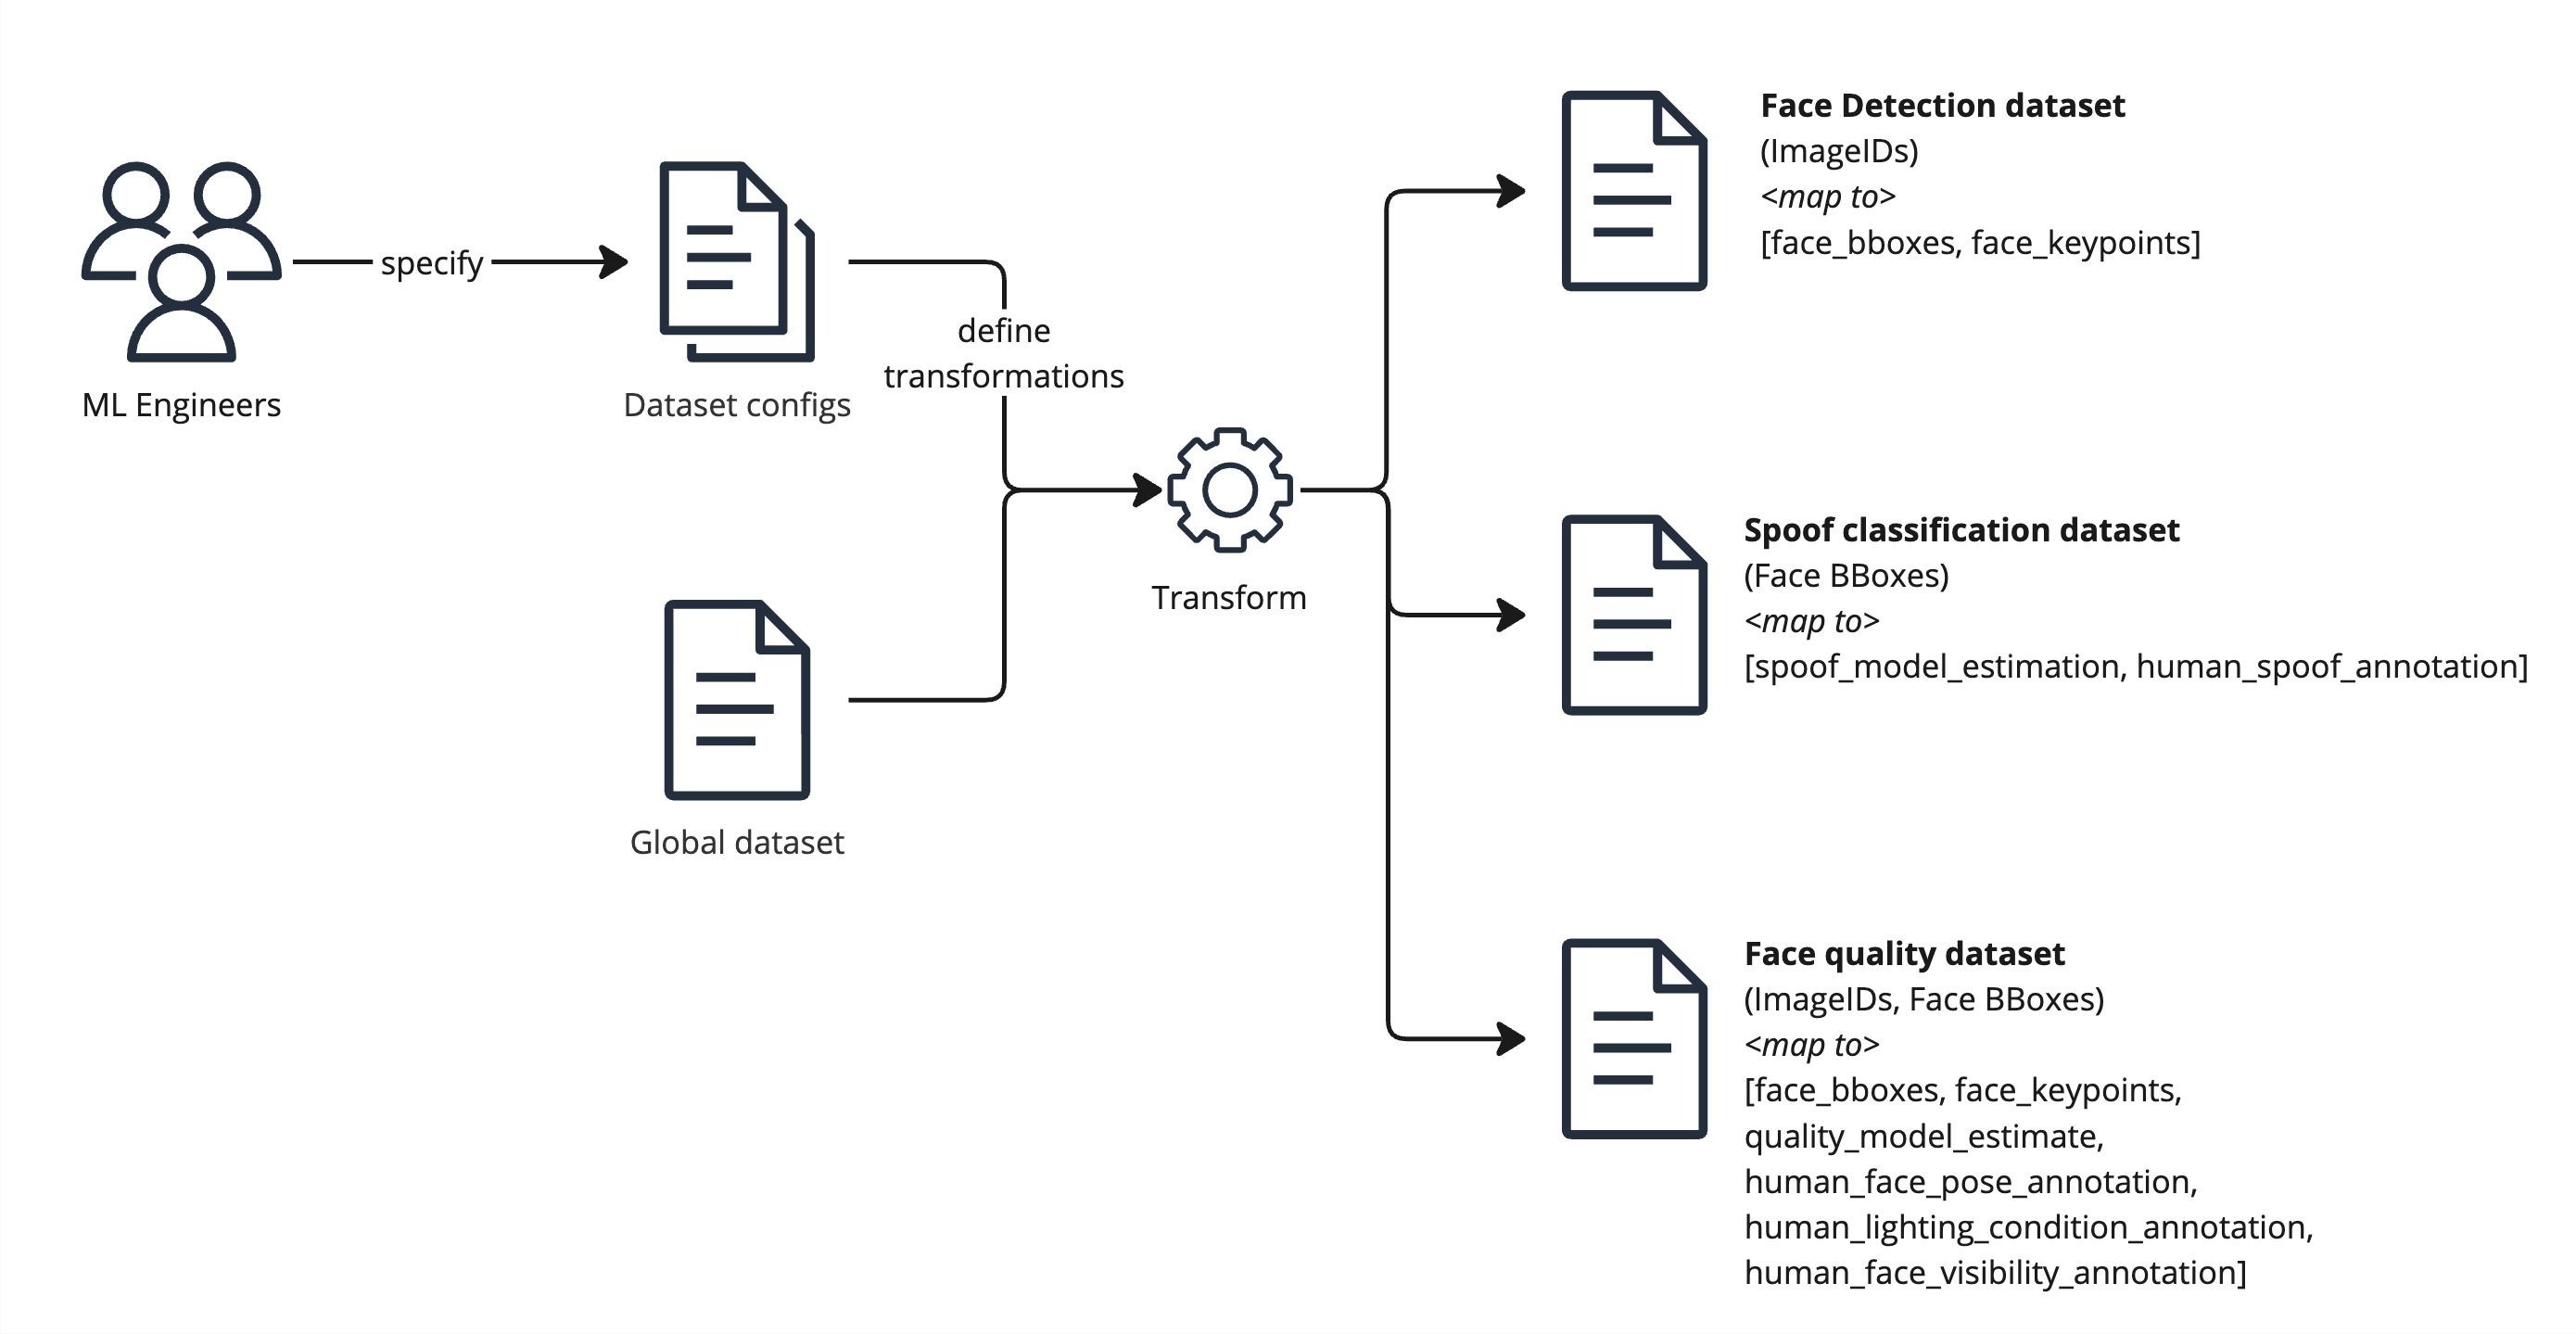 ML Engineers
specify
Dataset configs
define
transformations
Global dataset
Transform
Face Detection dataset
(ImageIDs)
<map to>
[face_bboxes, face_keypoints]
Spoof classification dataset
(Face BBoxes)
<map to>
[spoof_model_estimation, human_spoof_annotation]
Face quality dataset
(ImageIDs, Face BBoxes)
<map to>
[face_bboxes, face_keypoints,
quality_model_estimate,
human_face_pose_annotation,
human_lighting_condition_annotation,
human_face_visibility_annotation]